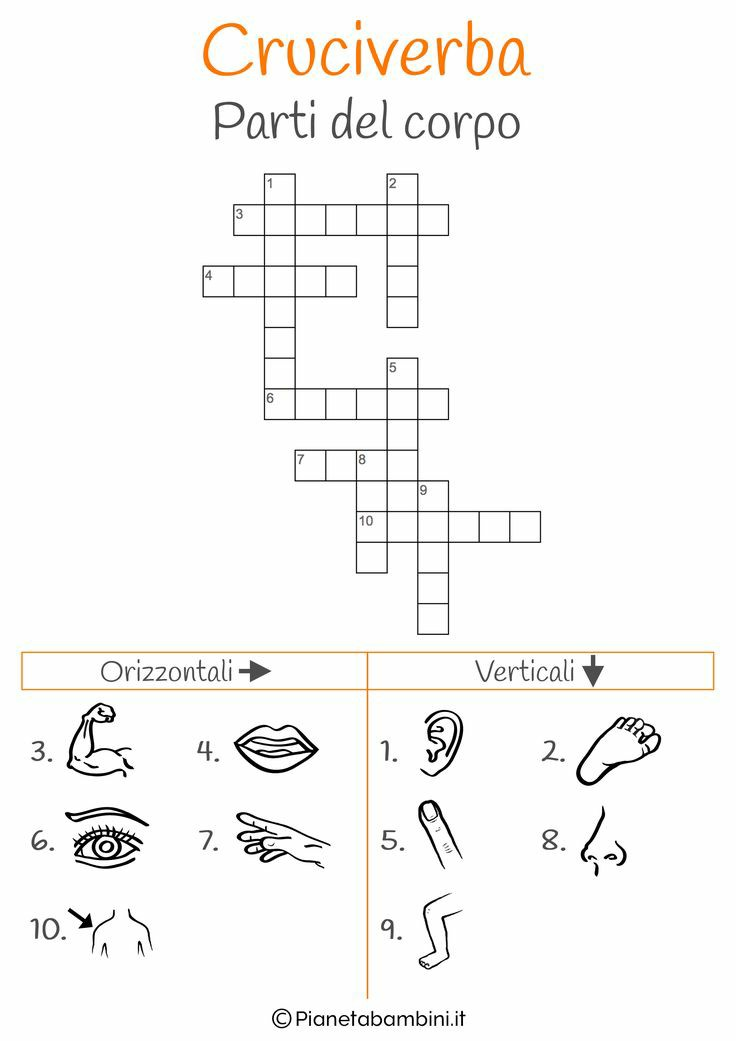 Cruciverba
Parti del corpo
1 2
3
4
5
6
7 8
9
10
Orizzontali Verticali
3. 4. 1. 2.
6. 7. 5. 8.
10. 9.
© Pianetabambini.it